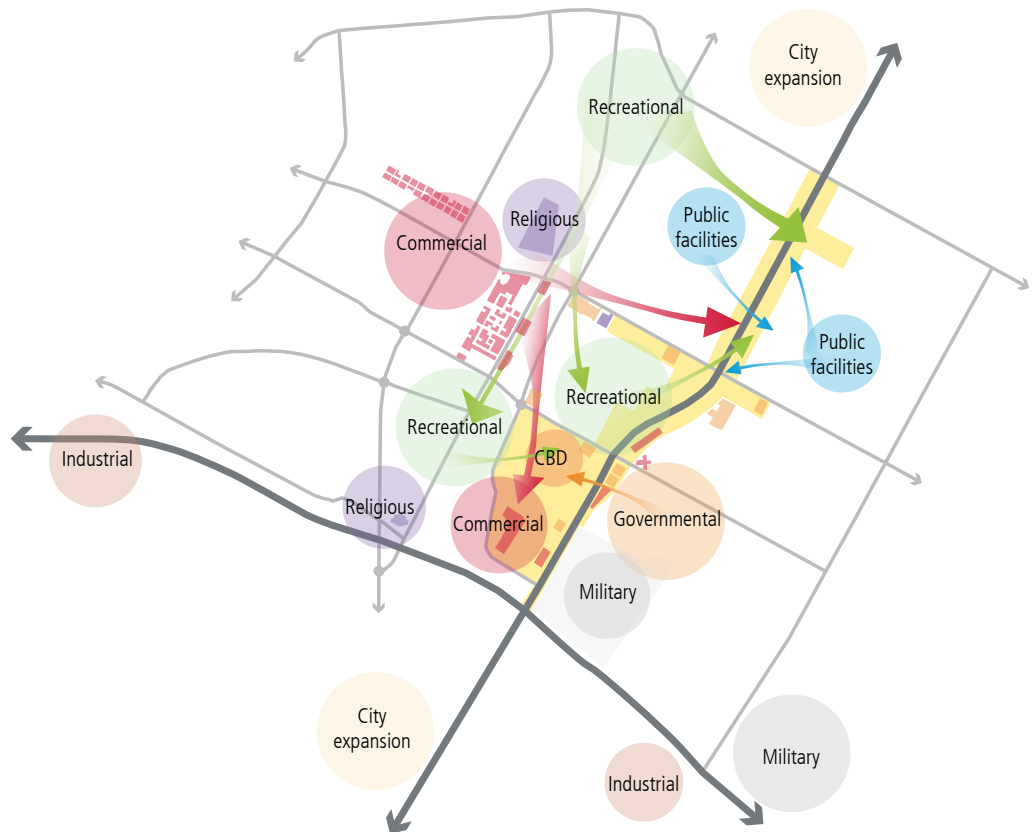 City
expansion
Recreational
Religious
Public
facilities
Commercial
Public
facilities
Recreational
Recreational
CBD
Industrial
Religious
Commercial
Governmental
Military
City
expansion
Military
Industrial